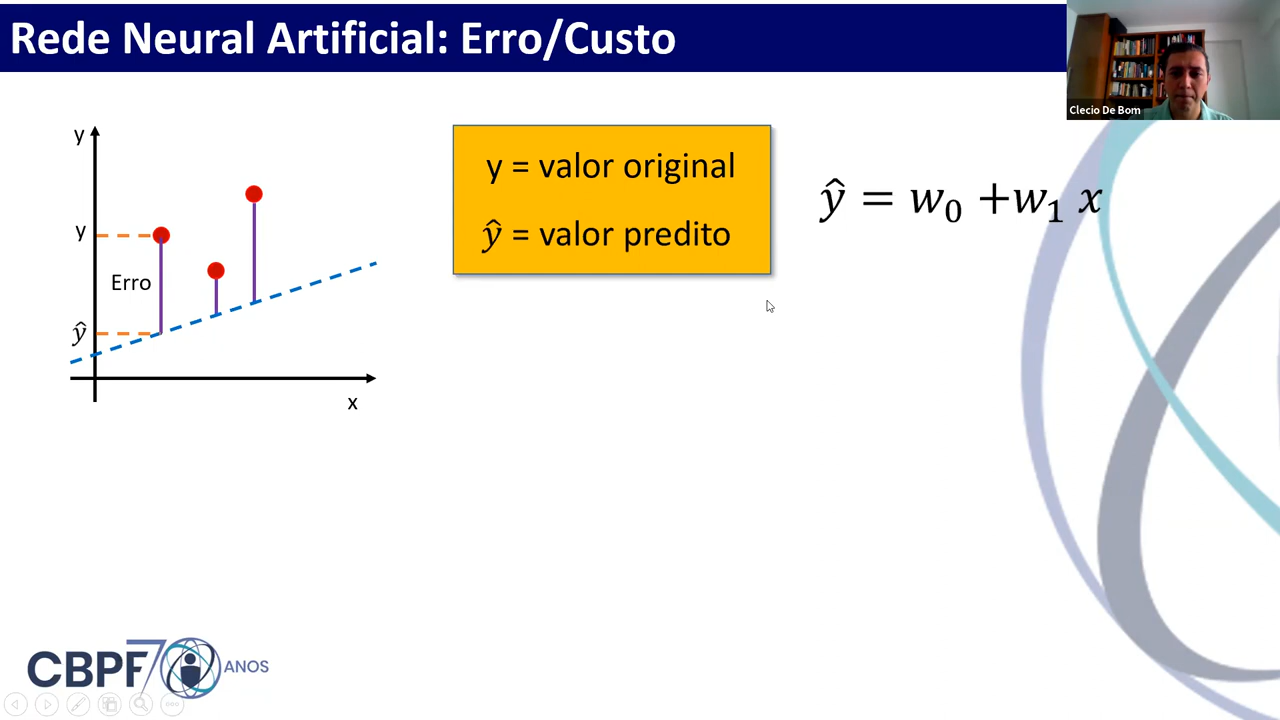 Rede Neural Artificial: Erro/Custo
Clecio De Bom
y
y
Erro
ŷ
x
y = valor original
ŷ = valor predito
ŷ = w₀ +w₁ x
CBPF 70 ANOS